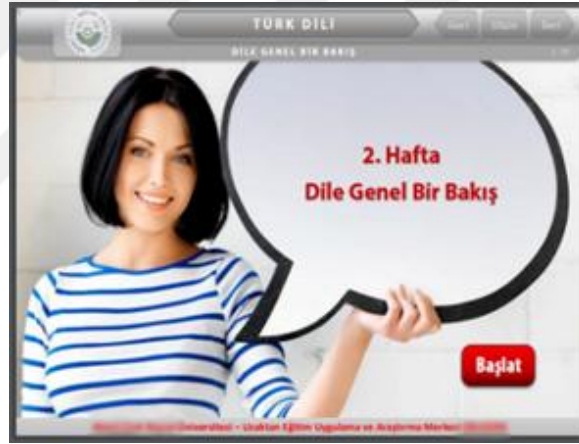 TÜRK DİLİ
DİLE GENEL BİR BAKIŞ
2. Hafta
Dile Genel Bir Bakış
Başlat
Üniversitesi – Uzaktan Eğitim Uygulama ve Araştırma Merkezi